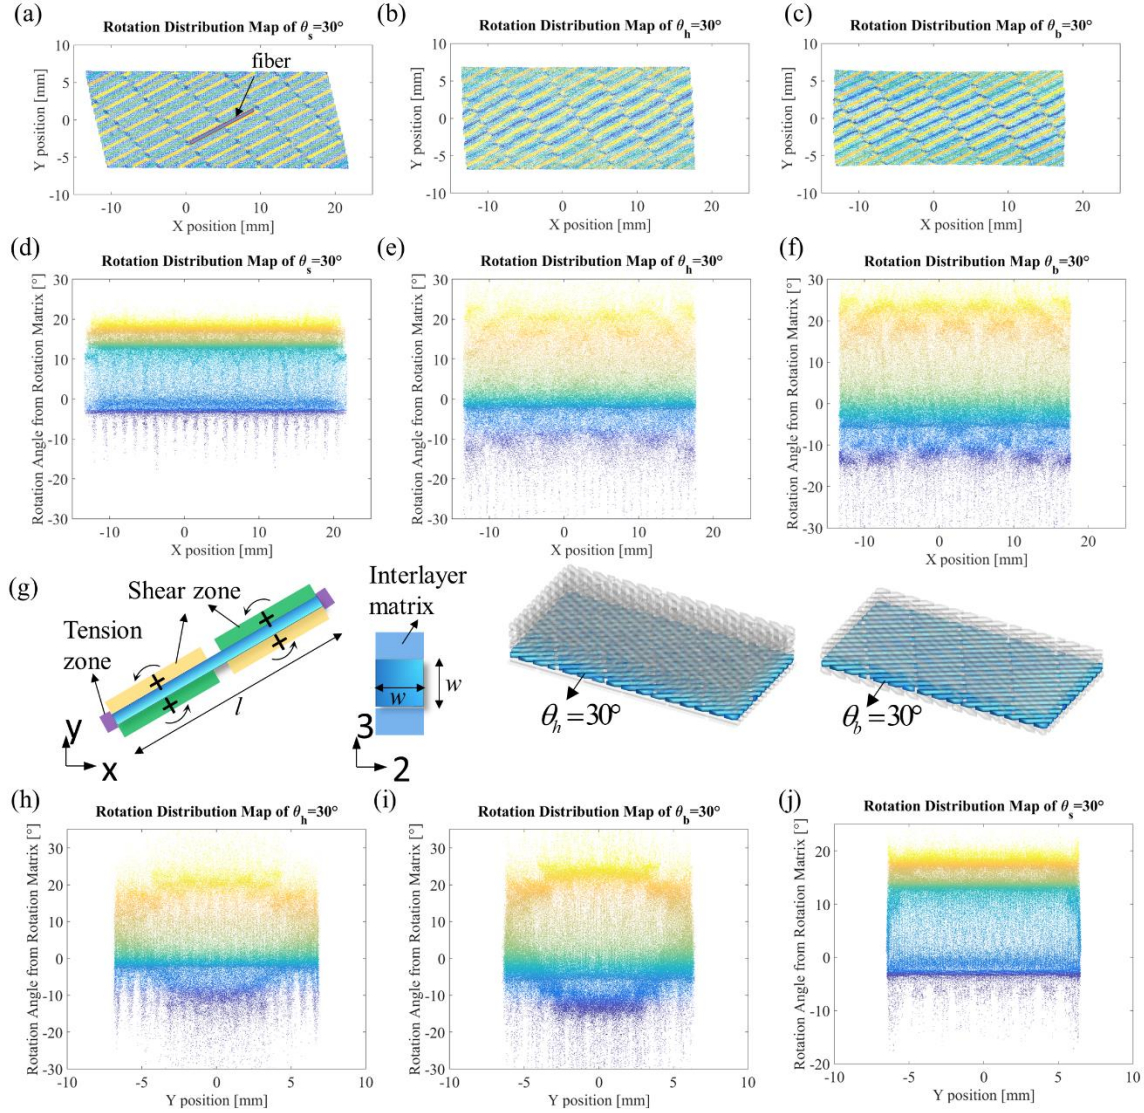 (a)
Rotation Distribution Map of θs=30°
fiber
Y position [mm]
10
5
0
-5
-10
-10
0
10
20
X position [mm]
(b)
Rotation Distribution Map of θh=30°
Y position [mm]
10
5
0
-5
-10
-10
0
10
20
X position [mm]
(c)
Rotation Distribution Map of θb=30°
Y position [mm]
10
5
0
-5
-10
-10
0
10
20
X position [mm]
(d)
Rotation Distribution Map of θs=30°
Rotation Angle from Rotation Matrix [°]
30
20
10
0
-10
-20
-30
-10
0
10
20
X position [mm]
(e)
Rotation Distribution Map of θh=30°
Rotation Angle from Rotation Matrix [°]
30
20
10
0
-10
-20
-30
-10
0
10
20
X position [mm]
(f)
Rotation Distribution Map θb=30°
Rotation Angle from Rotation Matrix [°]
30
20
10
0
-10
-20
-30
-10
0
10
20
X position [mm]
(g)
Shear zone
Tension
zone
l
y
x
Interlayer
matrix
w
w
3
2
θh = 30°
θb = 30°
(h)
Rotation Distribution Map of θh=30°
Rotation Angle from Rotation Matrix [°]
30
20
10
0
-10
-20
-30
-10
-5
0
5
10
Y position [mm]
(i)
Rotation Distribution Map of θb=30°
Rotation Angle from Rotation Matrix [°]
30
20
10
0
-10
-20
-30
-10
-5
0
5
10
Y position [mm]
(j)
Rotation Distribution Map of θs=30°
Rotation Angle from Rotation Matrix [°]
20
10
0
-10
-20
-10
-5
0
5
10
Y position [mm]